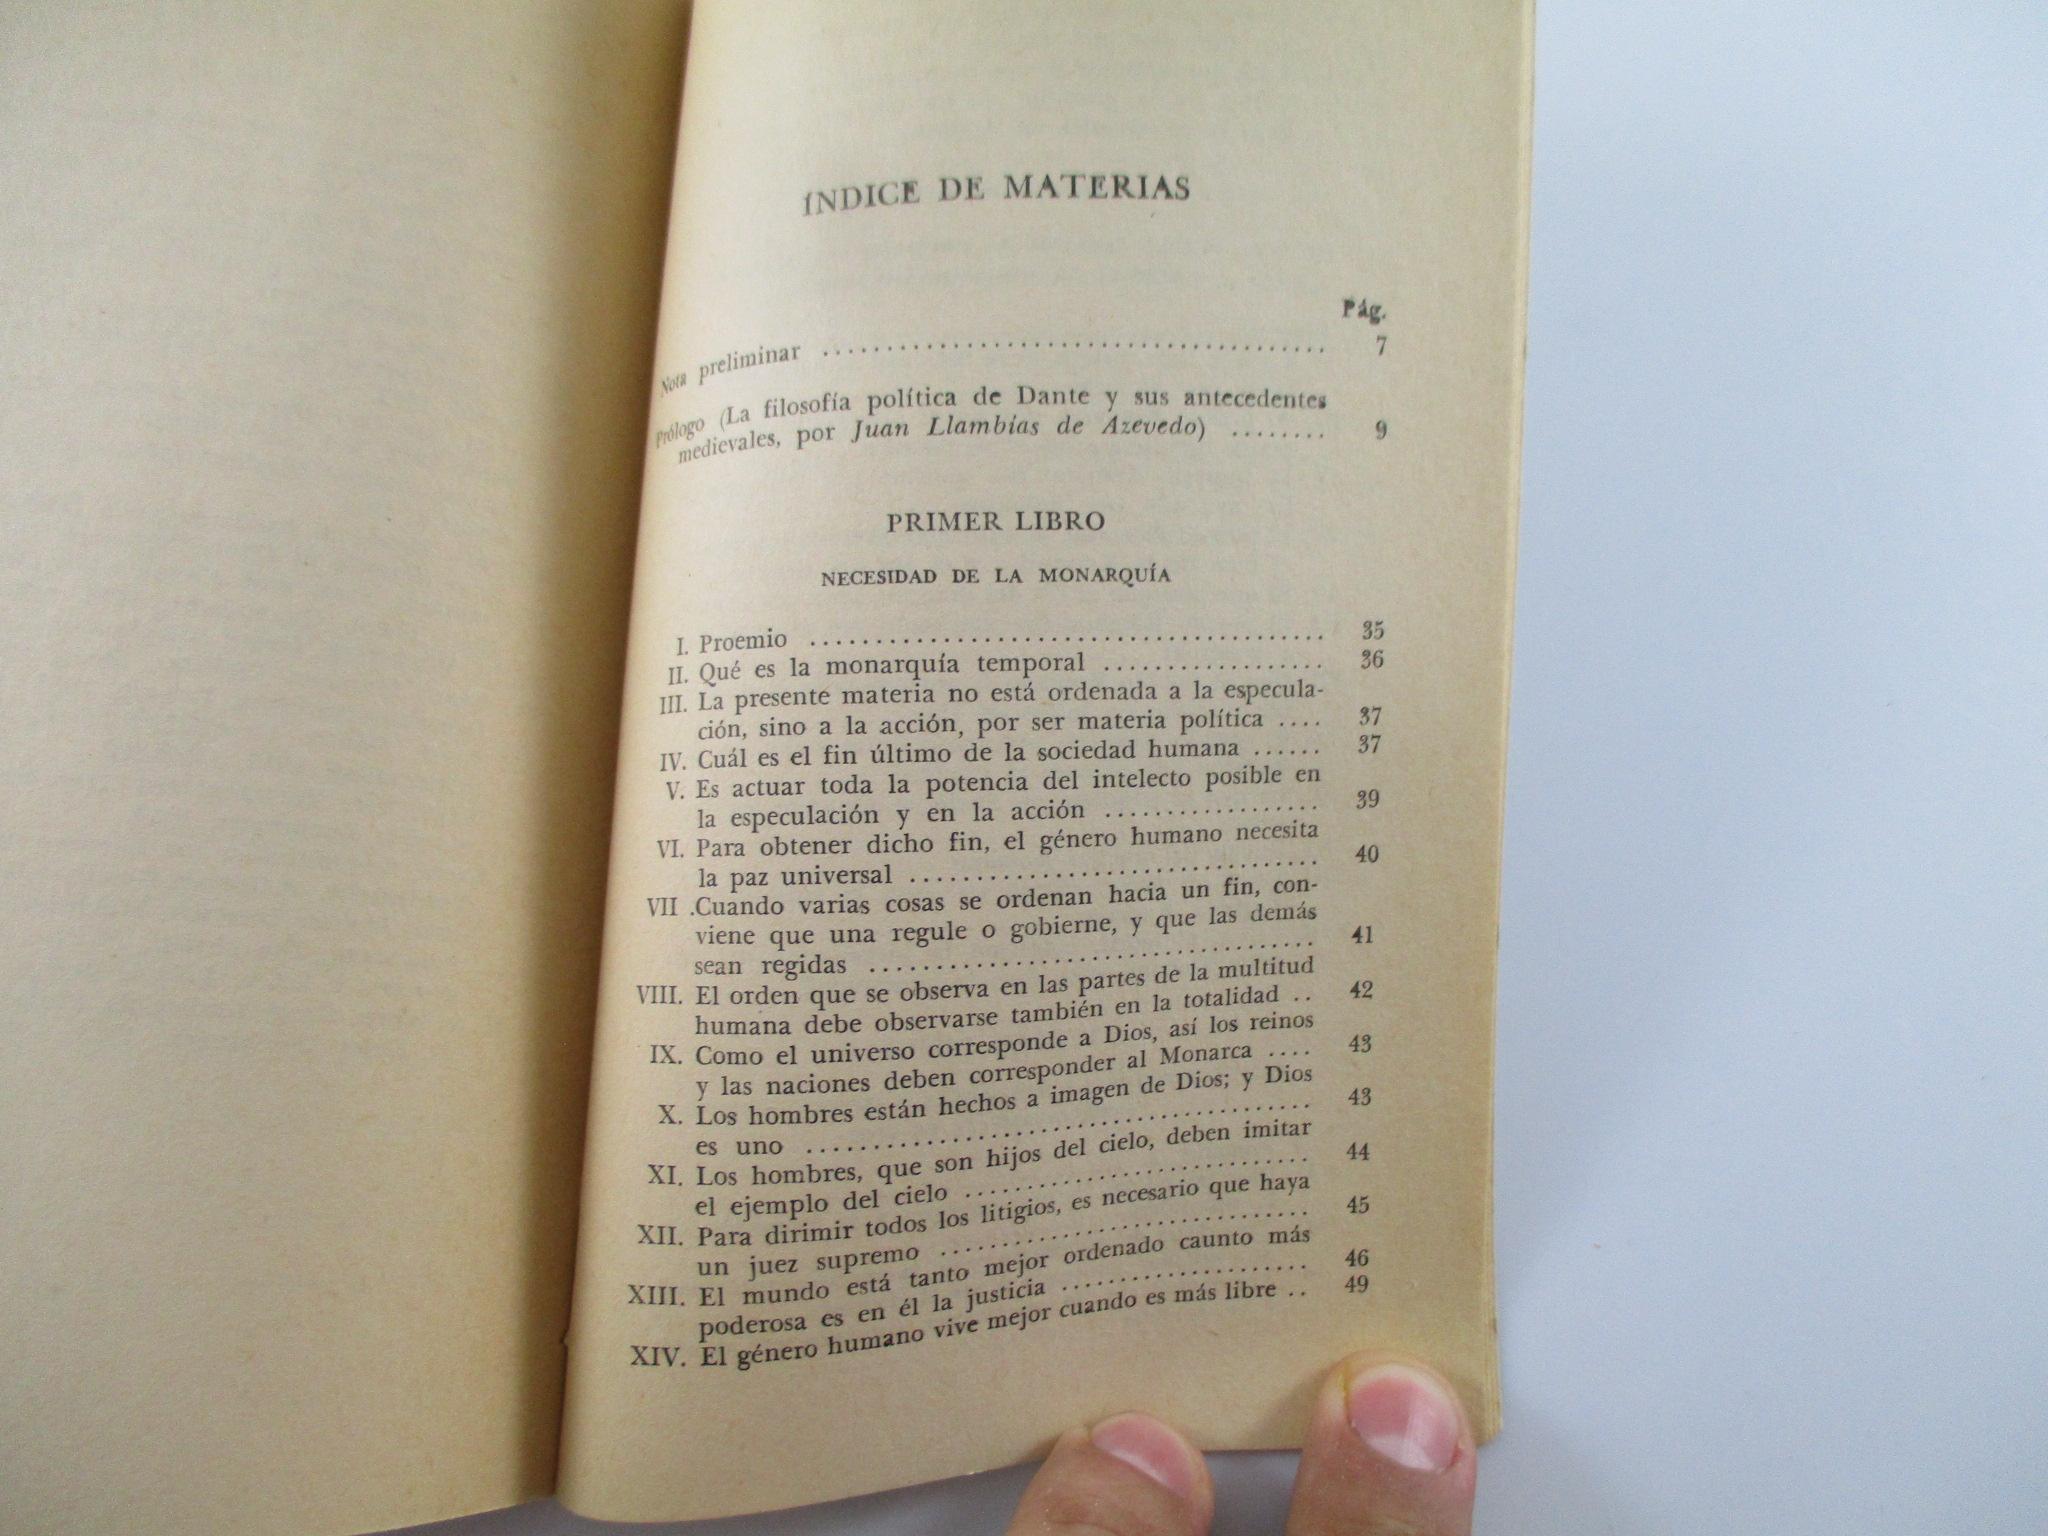 ÍNDICE DE MATERIAS
Pág.
Nota preliminar ........................................ 7
Prólogo (La filosofía política de Dante y sus antecedentes
medievales, por Juan Llambías de Azevedo) ........ 9
PRIMER LIBRO
NECESIDAD DE LA MONARQUÍA
I. Proemio ........................................ 35
II. Qué es la monarquía temporal .................. 36
III. La presente materia no está ordenada a la especula-
ción, sino a la acción, por ser materia política .... 37
IV. Cuál es el fin último de la sociedad humana ...... 37
V. Es actuar toda la potencia del intelecto posible en
la especulación y en la acción .................. 39
VI. Para obtener dicho fin, el género humano necesita
la paz universal ................................ 40
VII .Cuando varias cosas se ordenan hacia un fin, con-
viene que una regule o gobierne, y que las demás
sean regidas ................................... 41
VIII. El orden que se observa en las partes de la multitud
humana debe observarse también en la totalidad .. 42
IX. Como el universo corresponde a Dios, así los reinos
y las naciones deben corresponder al Monarca .... 43
X. Los hombres están hechos a imagen de Dios; y Dios
es uno ........................................ 43
XI. Los hombres, que son hijos del cielo, deben imitar
el ejemplo del cielo ........................... 44
XII. Para dirimir todos los litigios, es necesario que haya
un juez supremo .............................. 45
XIII. El mundo está tanto mejor ordenado caunto más
poderosa es en él la justicia .................... 46
XIV. El género humano vive mejor cuando es más libre .. 49